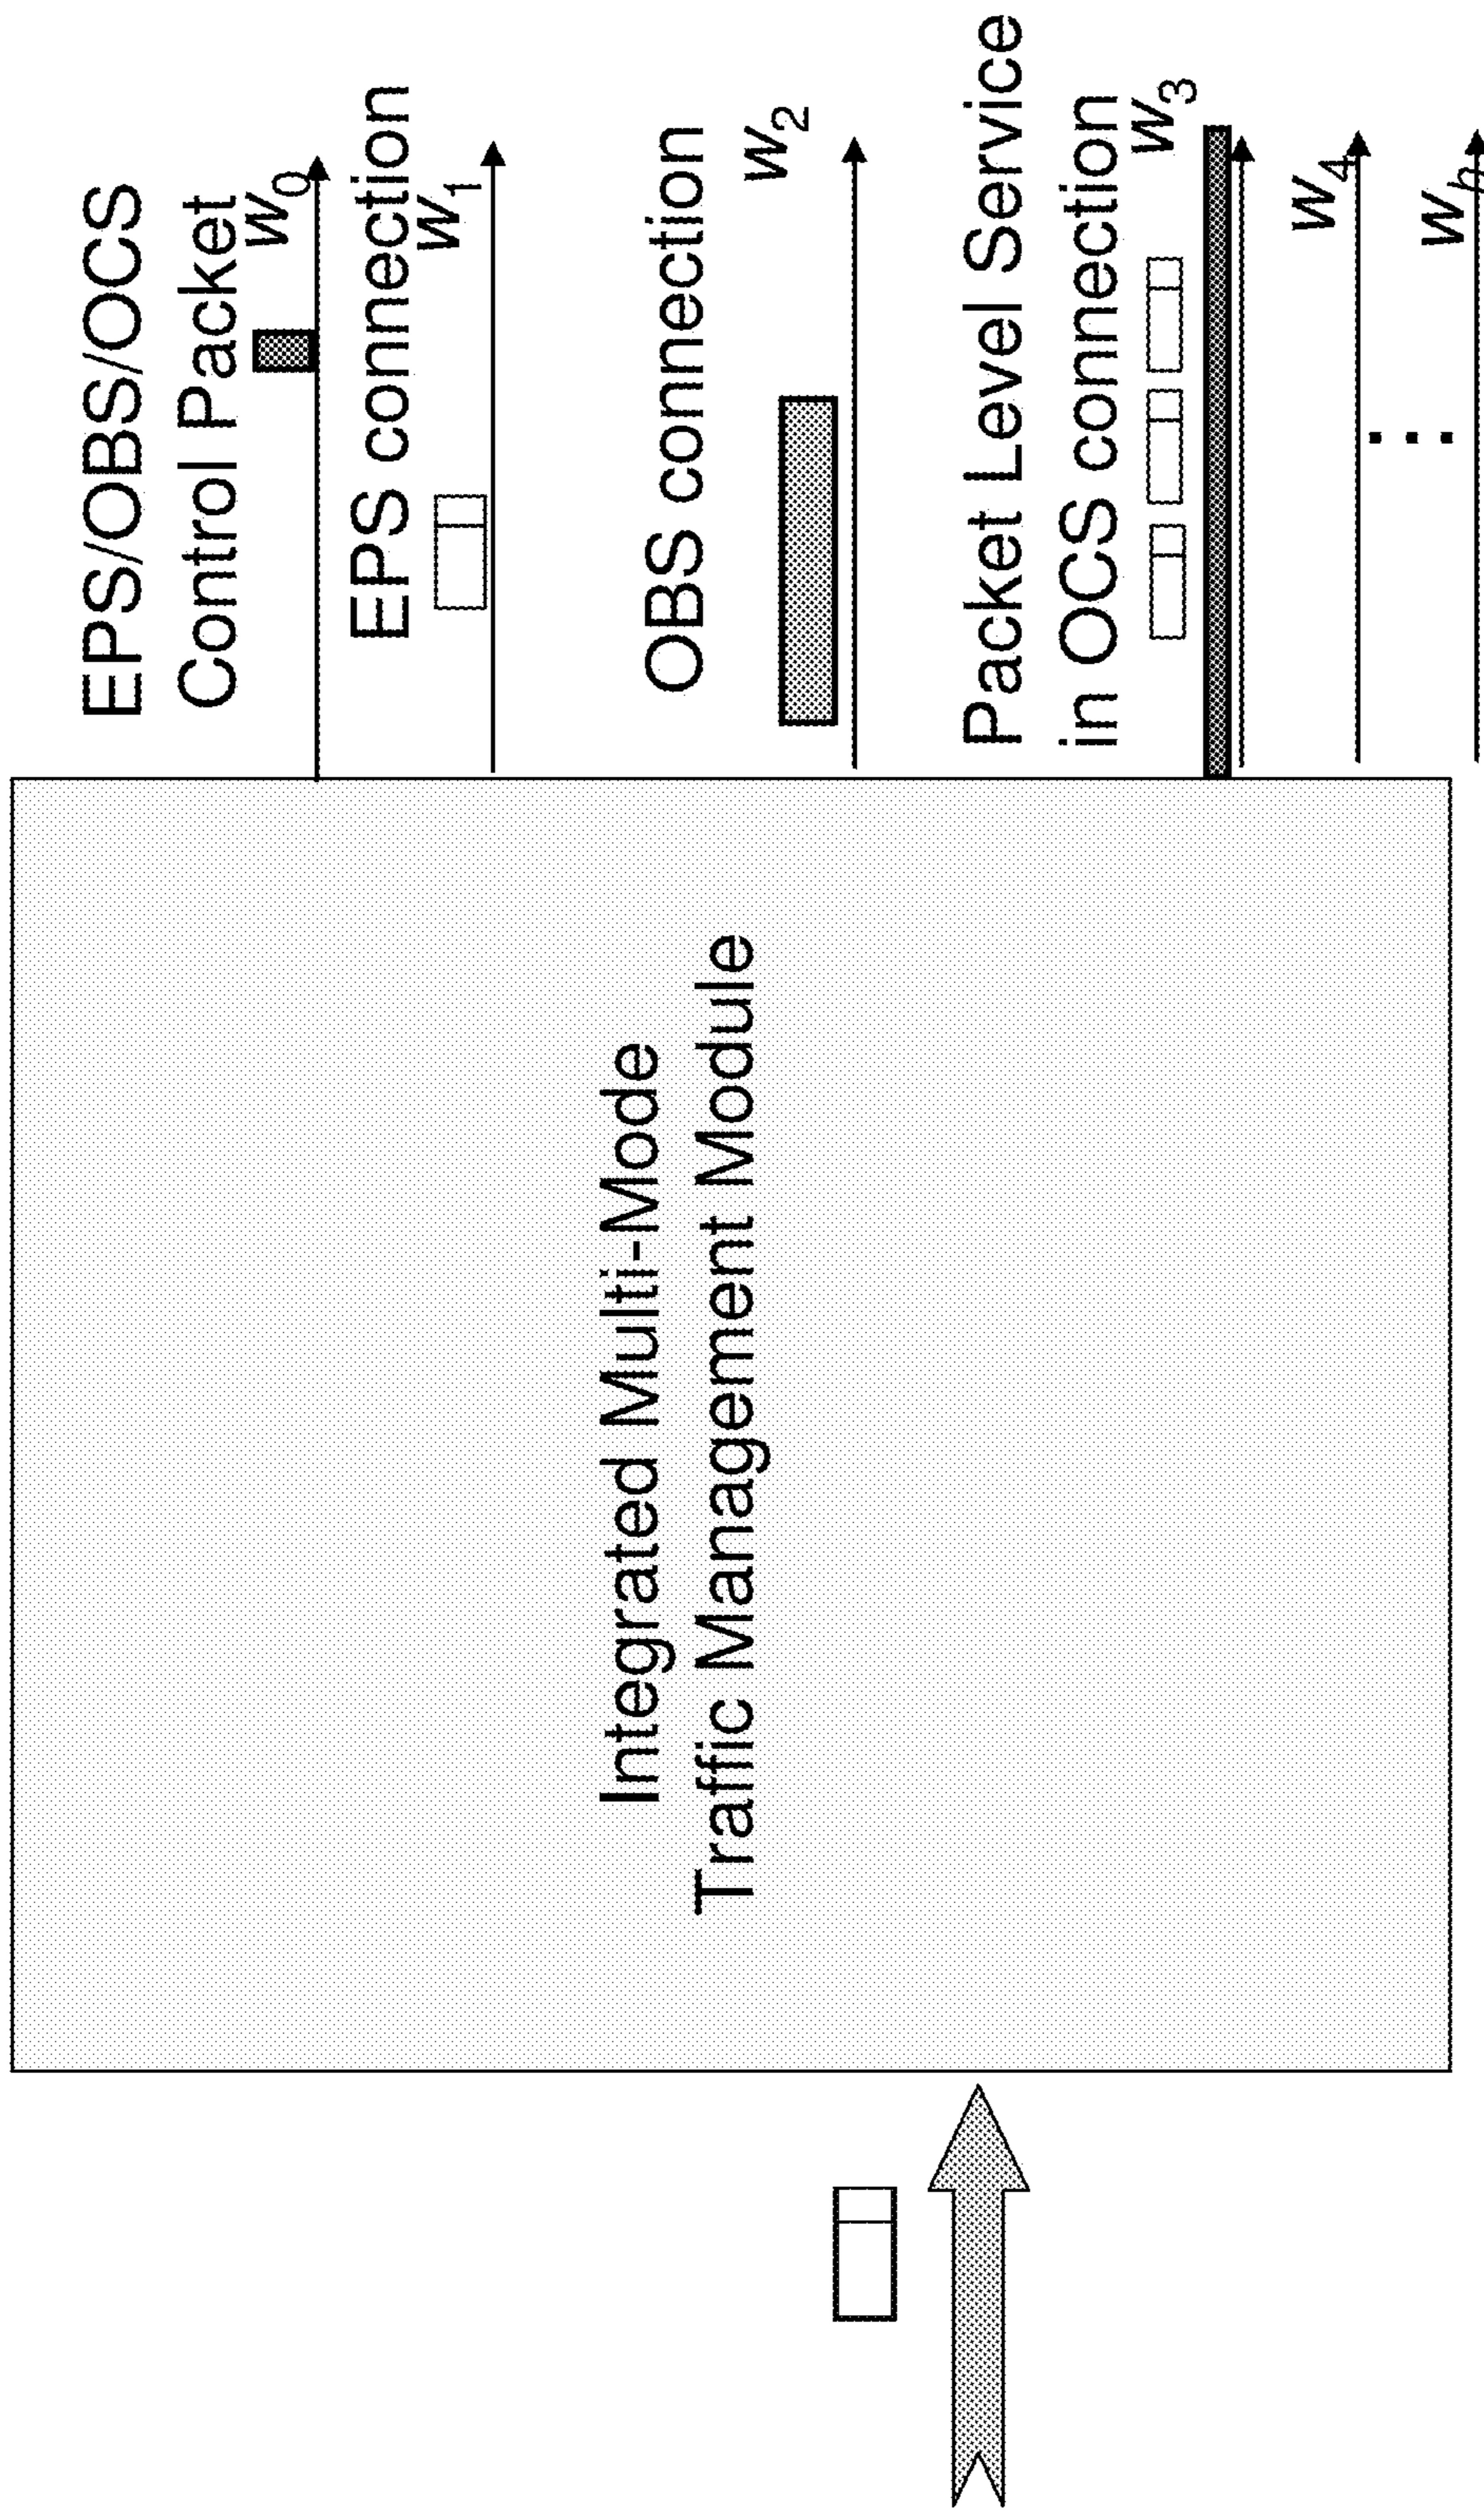 EPS/OBS/OCS
Control Packet
w0
EPS connection
w1
OBS connection
w2
Packet Level Service
in OCS connection
w3
w4
wh
Integrated Multi-Mode
Traffic Management Module